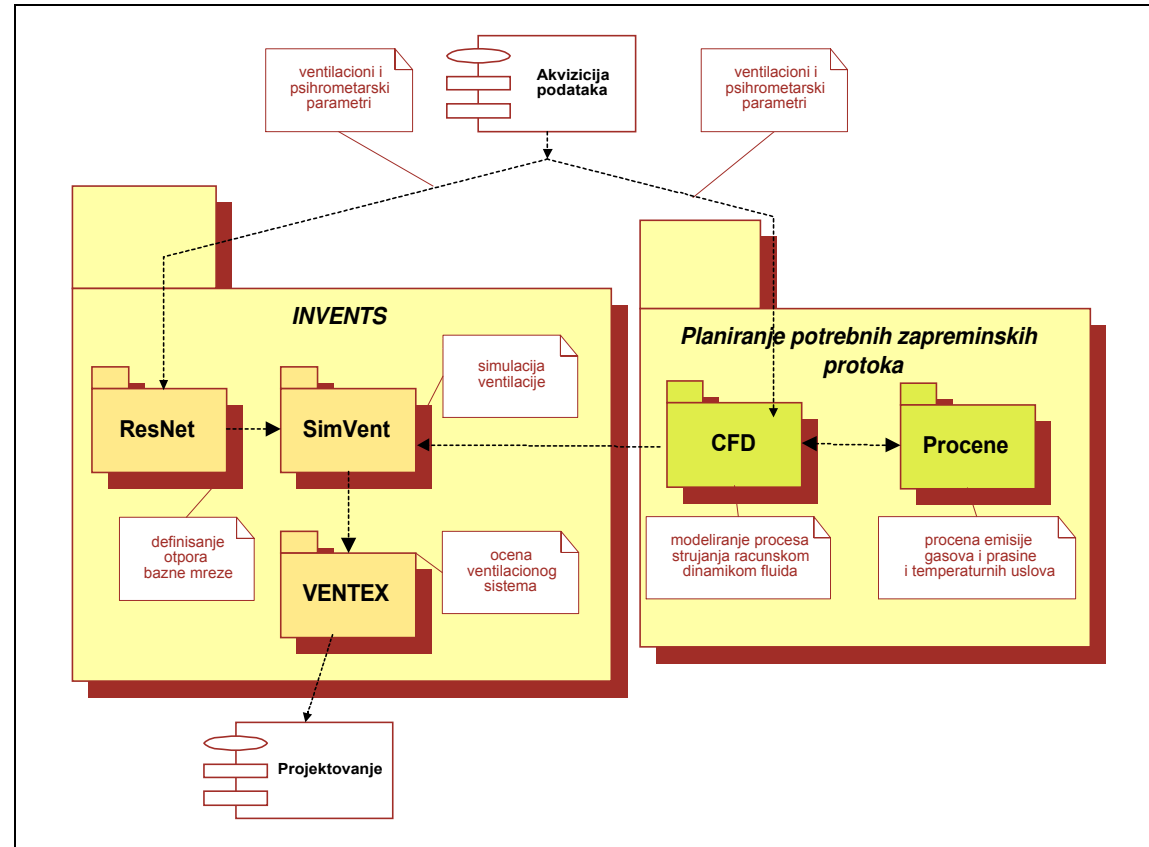 ventilacioni i
psihrometarski
parametri
Akvizicija
podataka
ventilacioni i
psihrometarski
parametri
INVENTS
simulacija
ventilacije
ResNet
SimVent
definisanje
otpora
bazne mreze
VENTEX
ocena
ventilacionog
sistema
Planiranje potrebnih zapreminskih
protoka
CFD
Procene
modeliranje procesa
strujanja racunskom
dinamikom fluida
procena emisije
gasova i prasine
i temperaturnih uslova
Projektovanje